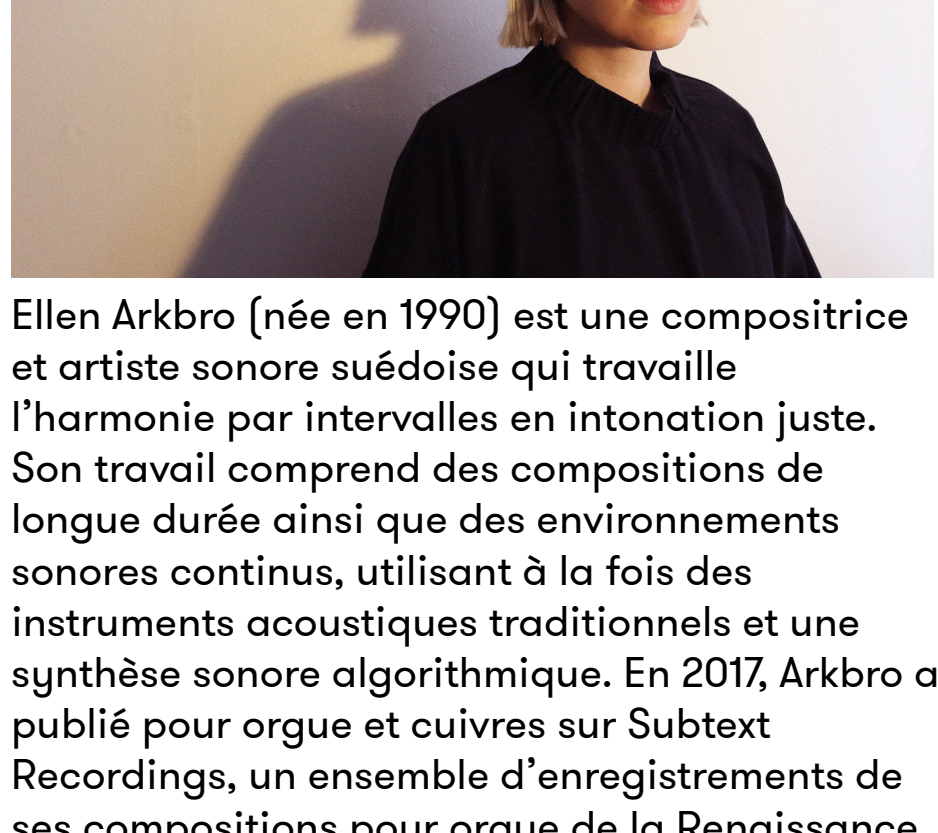 Ellen Arkbro (née en 1990) est une compositrice
et artiste sonore suédoise qui travaille
l’harmonie par intervalles en intonation juste.
Son travail comprend des compositions de
longue durée ainsi que des environnements
sonores continus, utilisant à la fois des
instruments acoustiques traditionnels et une
synthèse sonore algorithmique. En 2017, Arkbro a
publié pour orgue et cuivres sur Subtext
Recordings, un ensemble d’enregistrements de
ses compositions pour orgue de la Renaissance